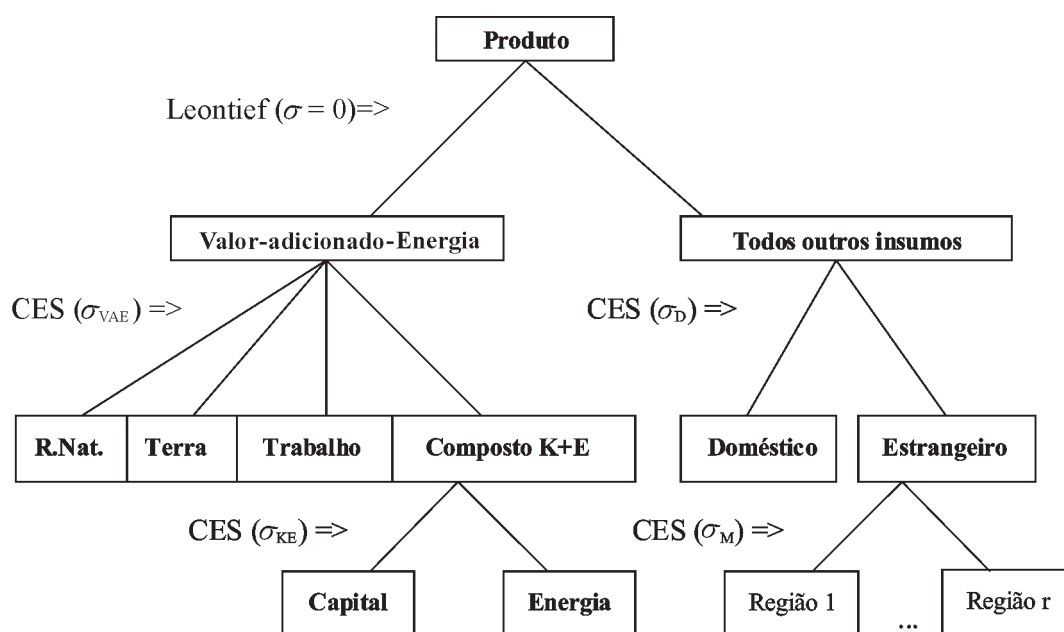 Produto
Leontief (σ = 0)=>
Valor-adicionado-Energia
Todos outros insumos
CES (σVAE) =>
CES (σD) =>
R.Nat.
Terra
Trabalho
Composto K+E
Doméstico
Estrangeiro
CES (σKE) =>
CES (σM) =>
Capital
Energia
Região 1
...
Região r